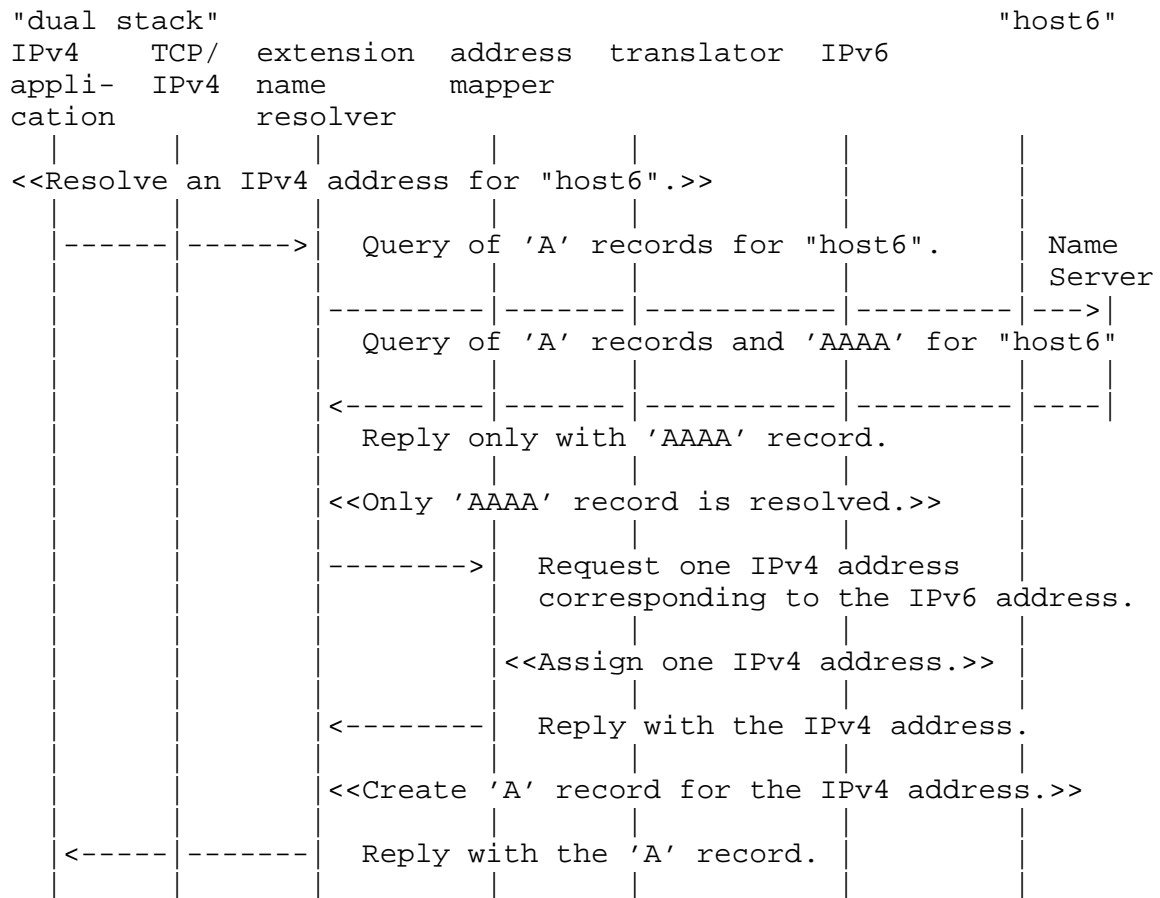 "dual stack" "host6"
IPv4 TCP/ extension address translator IPv6
appli- IPv4 name mapper
cation resolver
<<Resolve an IPv4 address for "host6".>>
Query of ’A’ records for "host6". Name
Server
Query of ’A’ records and ’AAAA’ for "host6"
Reply only with ’AAAA’ record.
<<Only ’AAAA’ record is resolved.>>
Request one IPv4 address
corresponding to the IPv6 address.
<<Assign one IPv4 address.>>
Reply with the IPv4 address.
<<Create ’A’ record for the IPv4 address.>>
Reply with the ’A’ record.